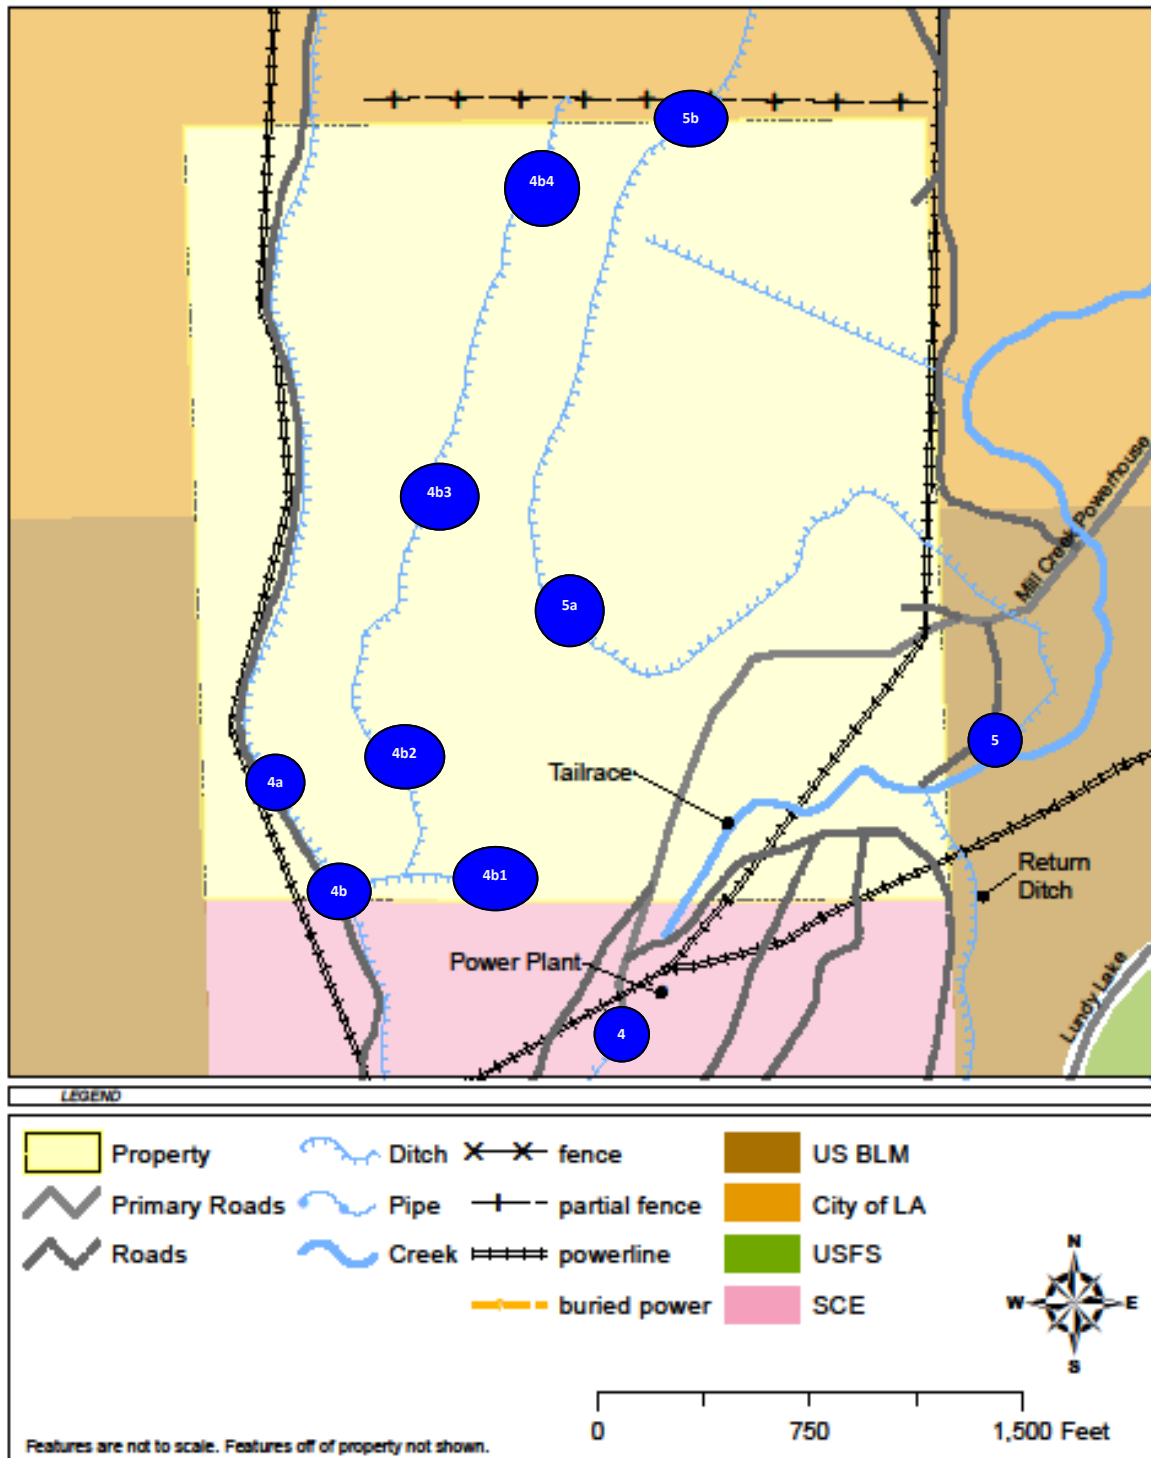 5b
4b4
4b3
5a
Mill Creek Powerhouse
4b2
5
4a
Tailrace
4b
4b1
Return
Ditch
Power Plant
4
Lundy Lake
LEGEND
Property
Ditch
fence
US BLM
Primary Roads
Pipe
partial fence
City of LA
Roads
Creek
powerline
USFS
buried power
SCE
N
W
E
S
0
750
1,500 Feet
Features are not to scale. Features off of property not shown.